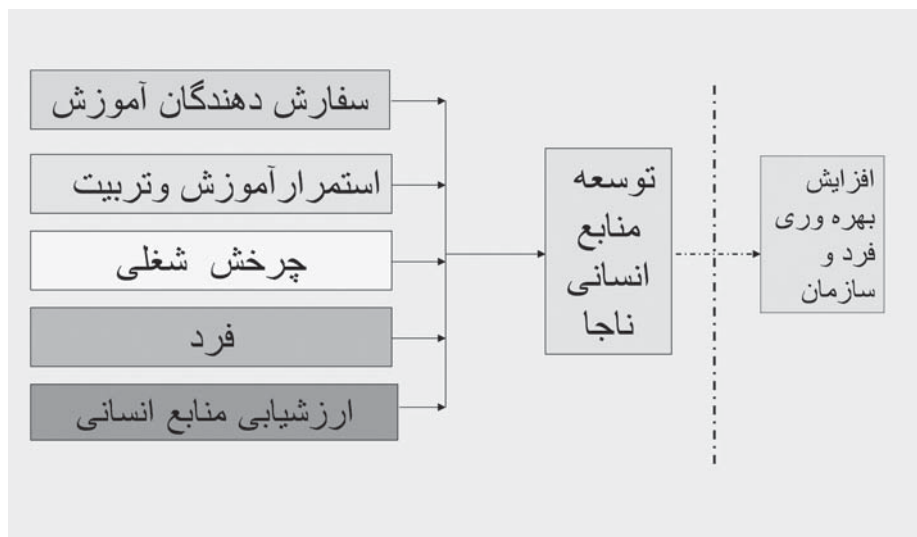 سفارش دهندگان آموزش
استمرارآموزش وتربیت
چرخش شغلی
فرد
ارزشیابی منابع انسانی
توسعه
منابع
انسانی
ناجا
افزایش
بهره وری
فرد و
سازمان